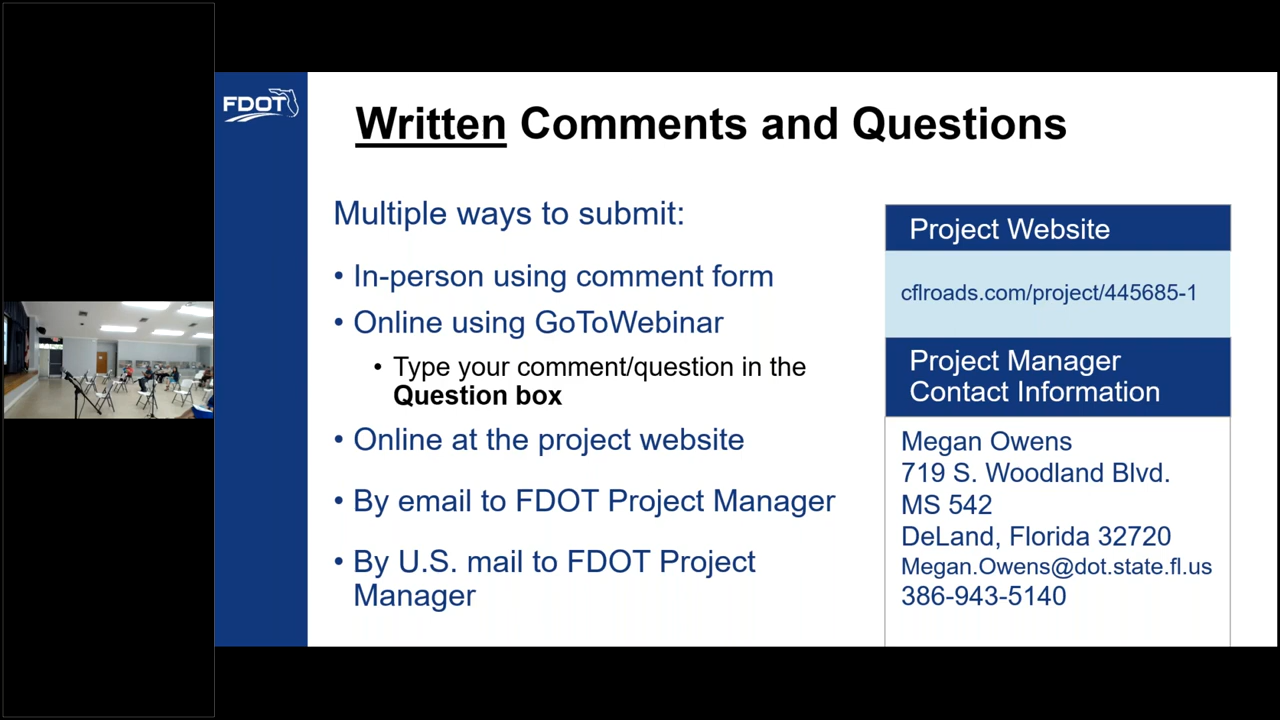 FDOT
Written Comments and Questions
Multiple ways to submit:
• In-person using comment form
• Online using GoToWebinar
• Type your comment/question in the
Question box
• Online at the project website
• By email to FDOT Project Manager
• By U.S. mail to FDOT Project
Manager
Project Website
cflroads.com/project/445685-1
Project Manager
Contact Information
Megan Owens
719 S. Woodland Blvd.
MS 542
DeLand, Florida 32720
Megan.Owens@dot.state.fl.us
386-943-5140